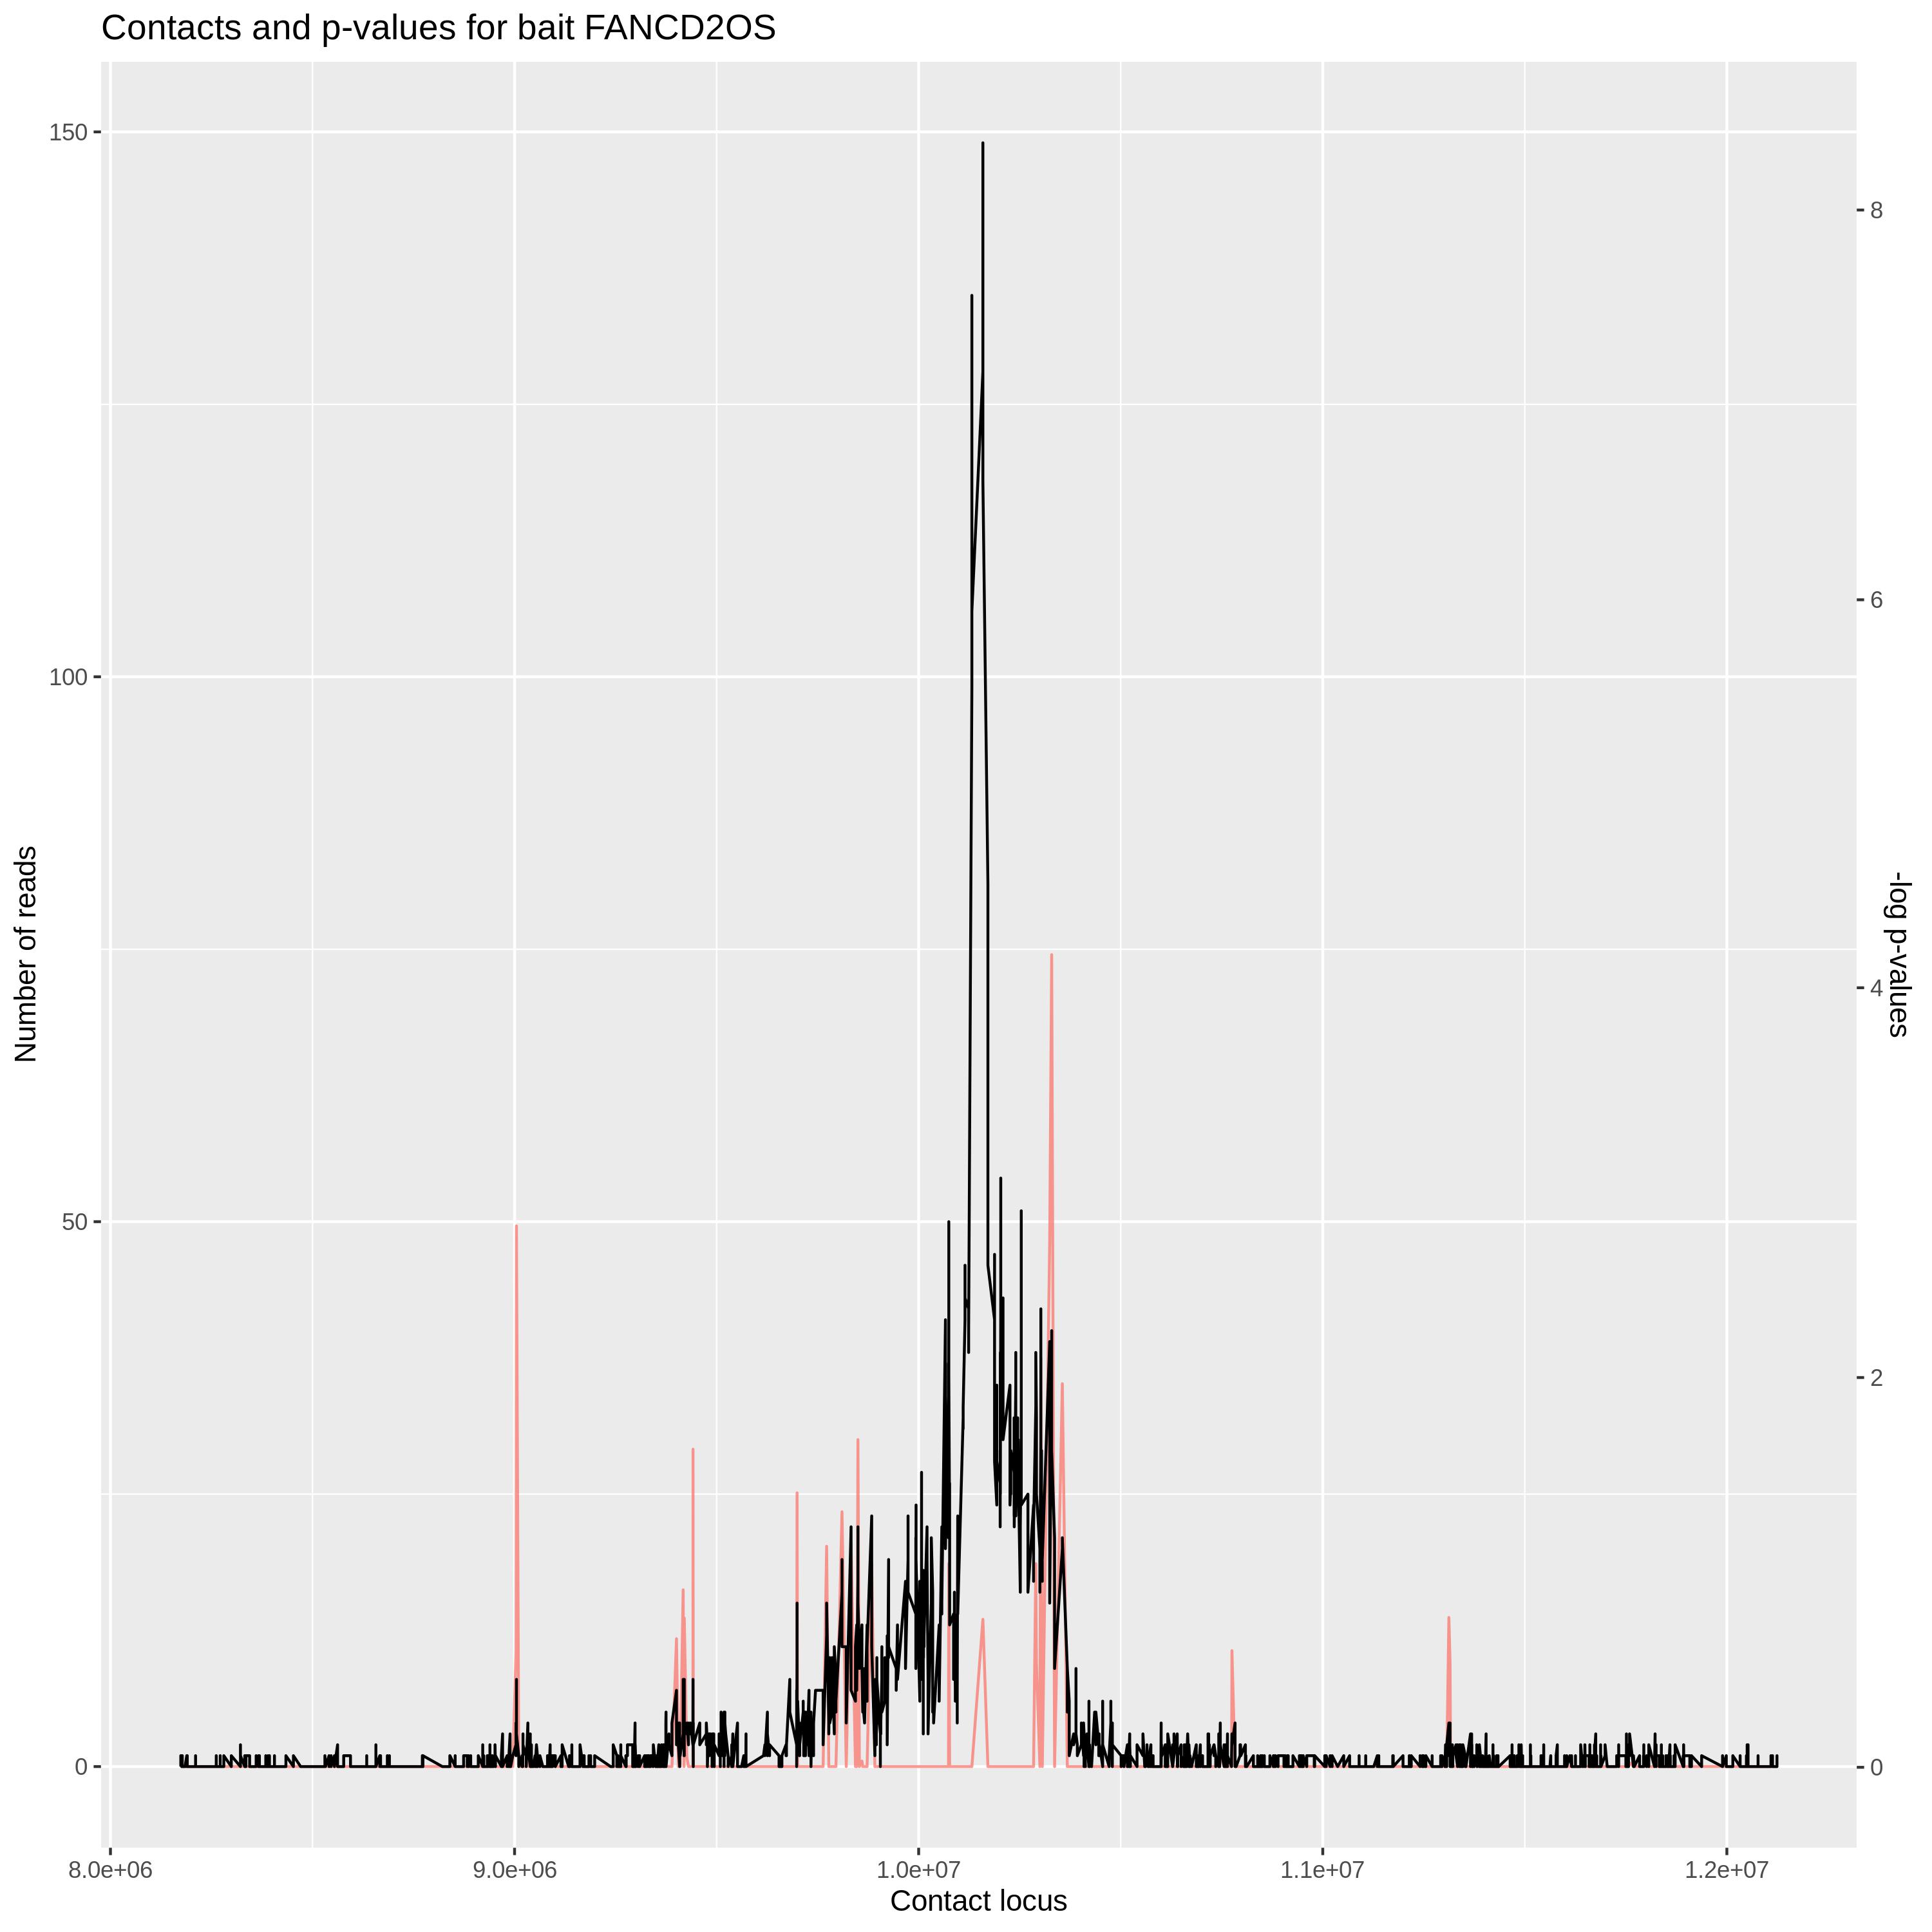 Contacts and p-values for bait FANCD2OS
150
100
50
0
Number of reads
8
6
4
2
0
-log p-values
8.0e+06
9.0e+06
1.0e+07
1.1e+07
1.2e+07
Contact locus